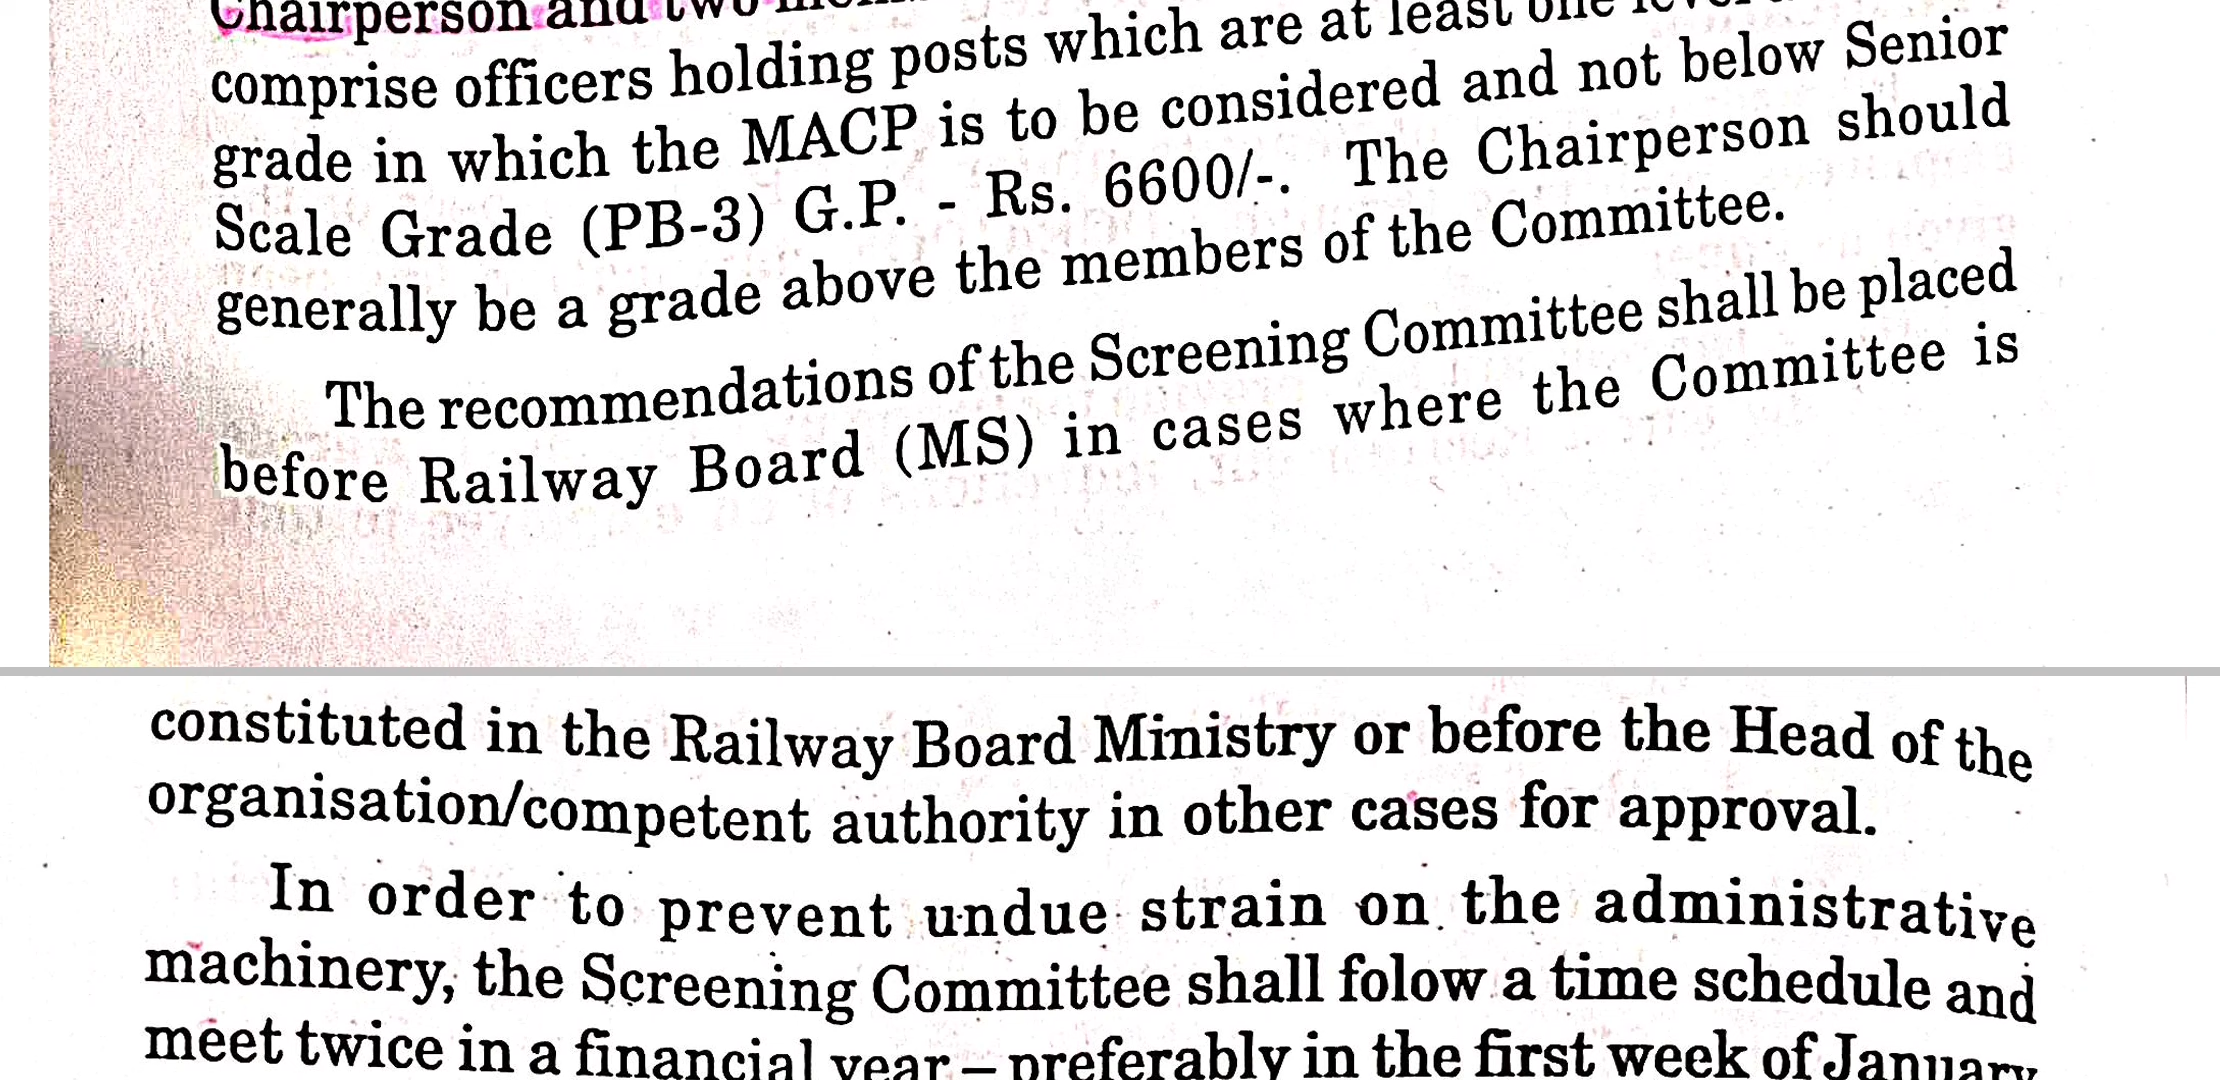 Chairperson and two
comprise officers holding posts which are at least one
grade in which the MACP is to be considered and not below Senior
Scale Grade (PB-3) G.P. - Rs. 6600/-. The Chairperson should
generally be a grade above the members of the Committee.
The recommendations of the Screening Committee shall be placed
before Railway Board (MS) in cases where the Committee is
constituted in the Railway Board Ministry or before the Head of the
organisation/competent authority in other cases for approval.
In order to prevent undue strain on the administrative
machinery, the Screening Committee shall folow a time schedule and
meet twice in a financial year – preferably in the first week of January